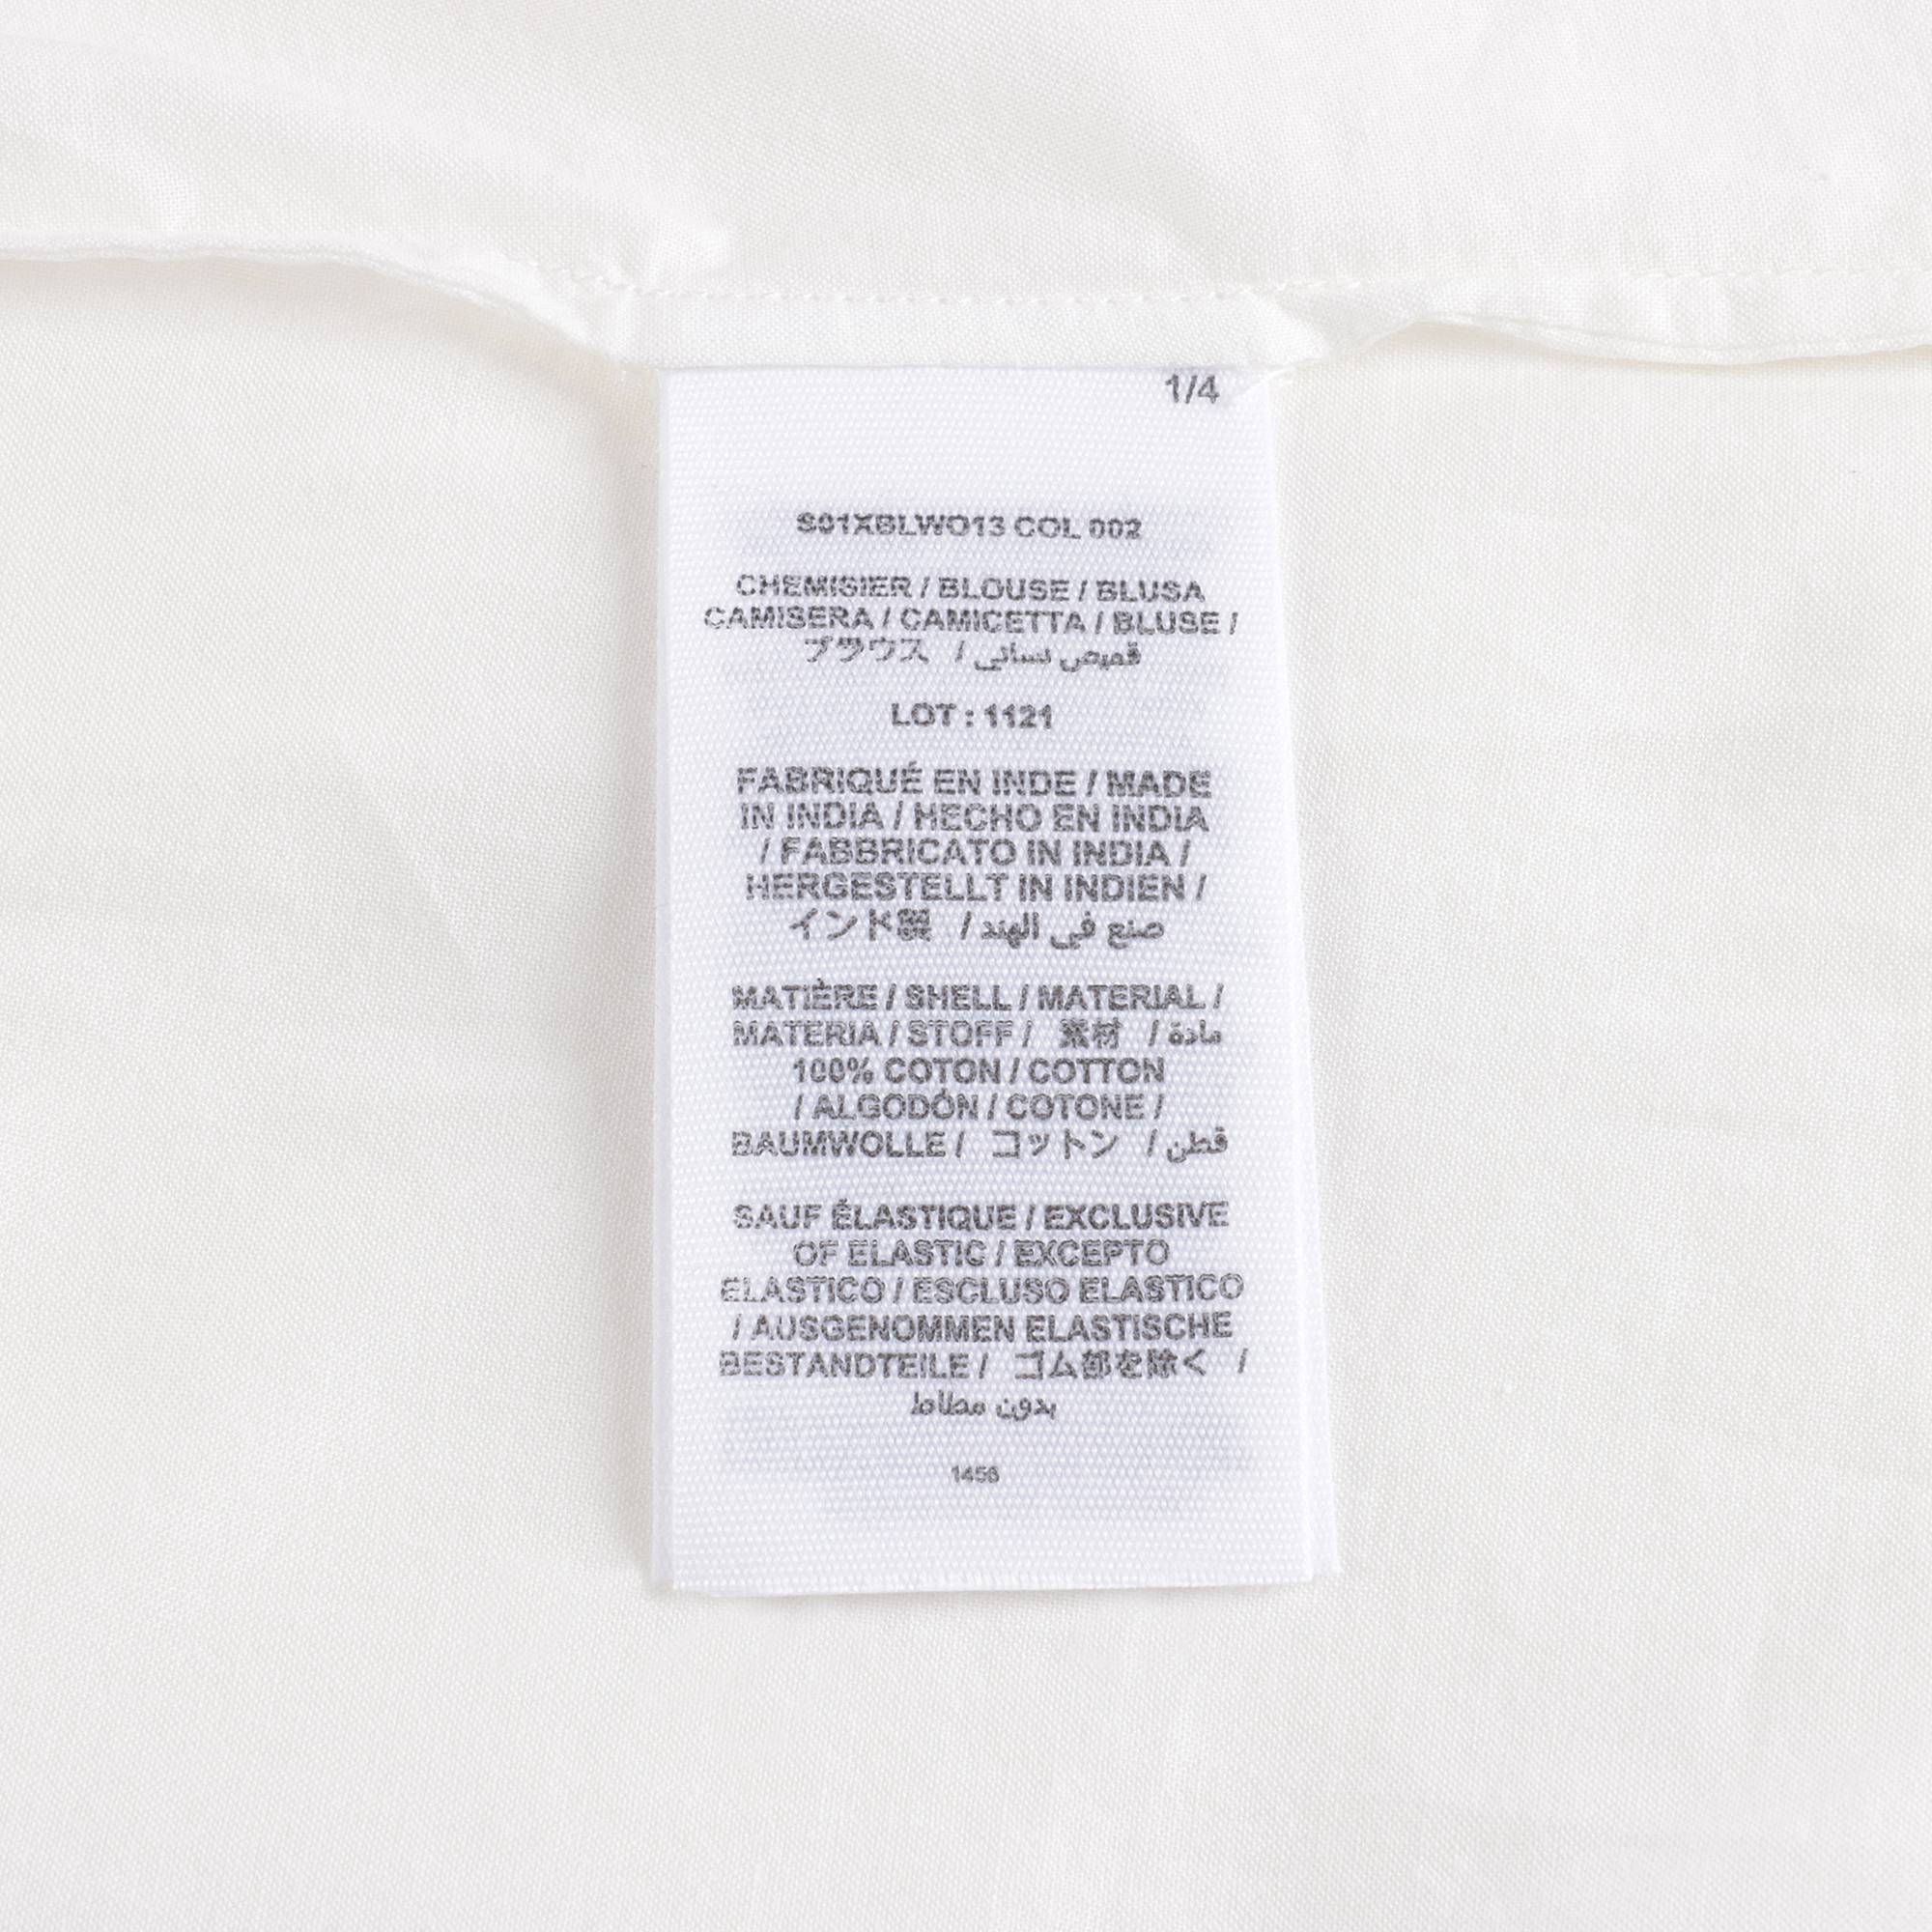 1/4
S01XBLWO13 COL 002
CHEMISIER / BLOUSE / BLUSA
CAMISERA / CAMICETTA / BLUSE /
ブラウス / قميص نسائى
LOT : 1121
FABRIQUÉ EN INDE / MADE
IN INDIA / HECHO EN INDIA
/ FABBRICATO IN INDIA /
HERGESTELLT IN INDIEN /
インド製 / صنع في الهند
MATIÈRE / SHELL / MATERIAL /
MATERIA / STOFF / 素材 / مادة
100% COTON / COTTON
/ ALGODÓN / COTONE /
BAUMWOLLE / コットン / قطن
SAUF ÉLASTIQUE / EXCLUSIVE
OF ELASTIC / EXCEPTO
ELASTICO / ESCLUSO ELASTICO
/ AUSGENOMMEN ELASTISCHE
BESTANDTEILE / ゴム部を除く /
بدون مطاط
1456